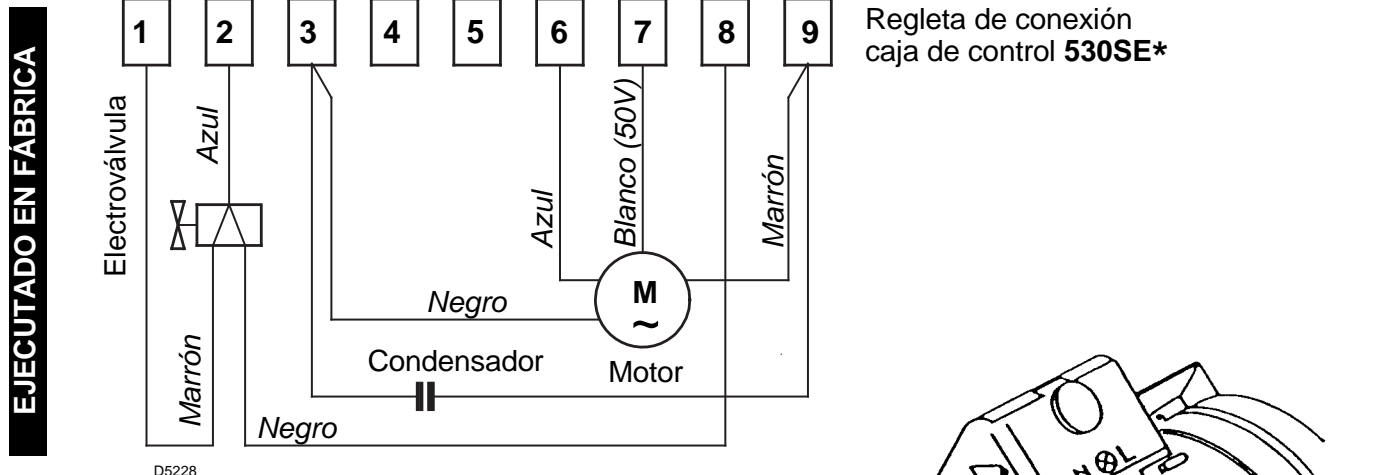 EJECUTADO EN FÁBRICA
1 2 3 4 5 6 7 8 9
Regleta de conexión
caja de control 530SE*
Electroválvula
Azul
Azul
Blanco (50V)
Marrón
M
~
Negro
Condensador
Motor
Marrón
Negro
D5228
N
L